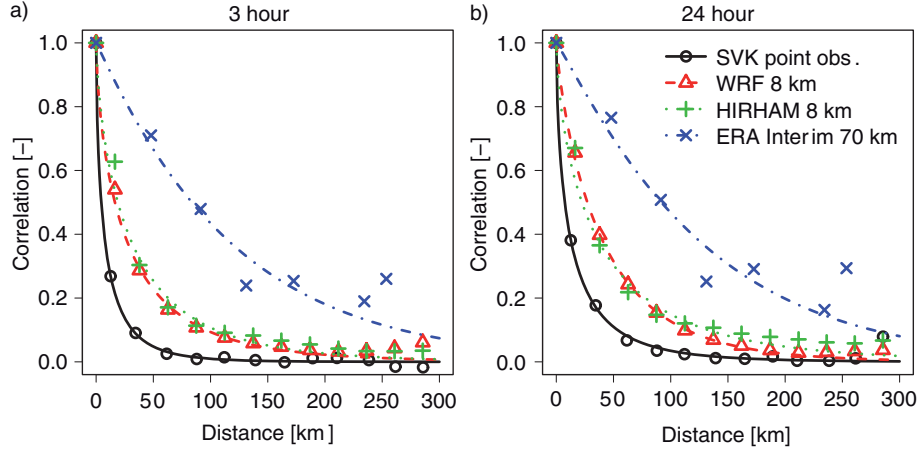 a)
3 hour
1.0
0.8
0.6
0.4
0.2
0.0
Correlation [–]
0 50 100 150 200 250 300
Distance [km]
b)
24 hour
SVK point obs.
WRF 8 km
HIRHAM 8 km
ERA Interim 70 km
1.0
0.8
0.6
0.4
0.2
0.0
Correlation [–]
0 50 100 150 200 250 300
Distance [km]